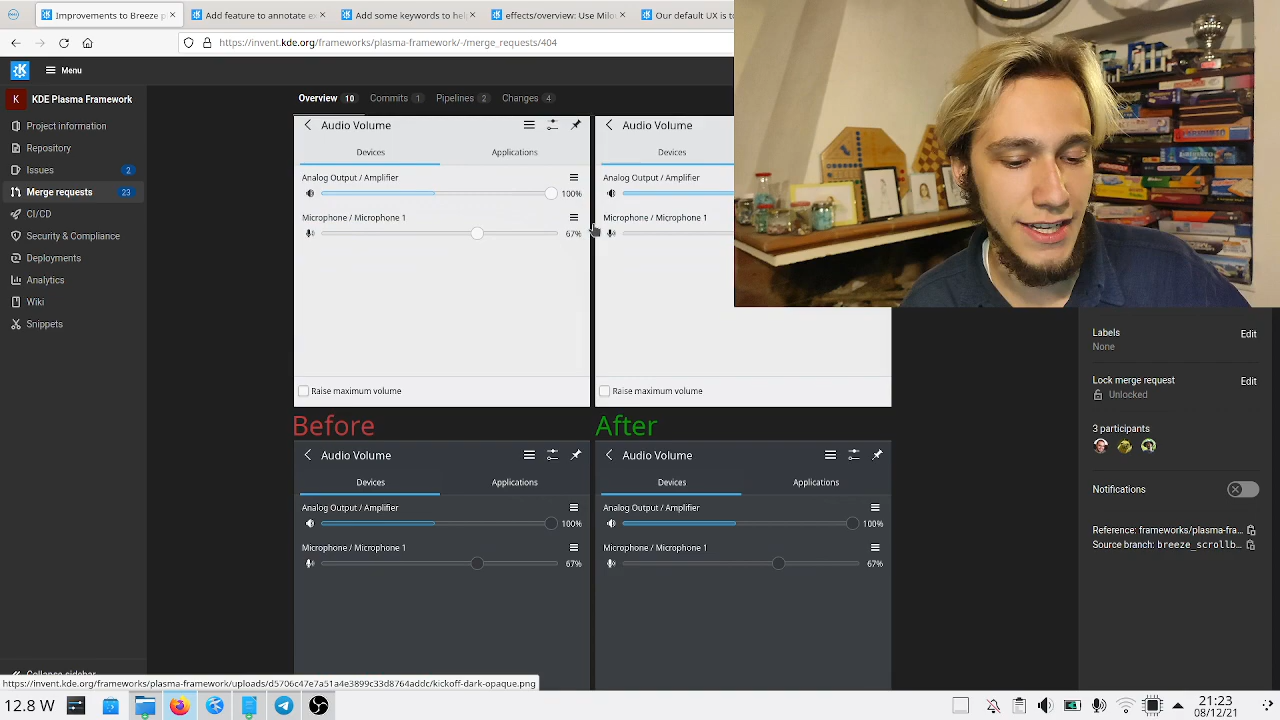 Improvements to Breeze p
Add feature to annotate e
Add some keywords to hel
effects/overview: Use Milo
Our default UX is to
https://invent.kde.org/frameworks/plasma-framework/-/merge_requests/404
Menu
K KDE Plasma Framework
Project information
Repository
Issues 2
Merge requests 23
CI/CD
Security & Compliance
Deployments
Analytics
Wiki
Snippets
Collapse sidebar
Overview 10 Commits 1 Pipelines 2 Changes 4
Audio Volume
Devices Applications
Analog Output / Amplifier
100%
Microphone / Microphone 1
67%
Raise maximum volume
Audio Volume
Devices
Analog Output / Amplifier
Microphone / Microphone 1
Raise maximum volume
Before After
Audio Volume
Devices Applications
Analog Output / Amplifier
100%
Microphone / Microphone 1
67%
Audio Volume
Devices Applications
Analog Output / Amplifier
100%
Microphone / Microphone 1
67%
Labels Edit
None
Lock merge request Edit
Unlocked
3 participants
Notifications
Reference: frameworks/plasma-fra...
Source branch: breeze_scrollb...
https://invent.kde.org/frameworks/plasma-framework/uploads/d5706c47e7a51a4e3899c33d8764addc/kickoff-dark-opaque.png
12.8 W
21:23
08/12/21